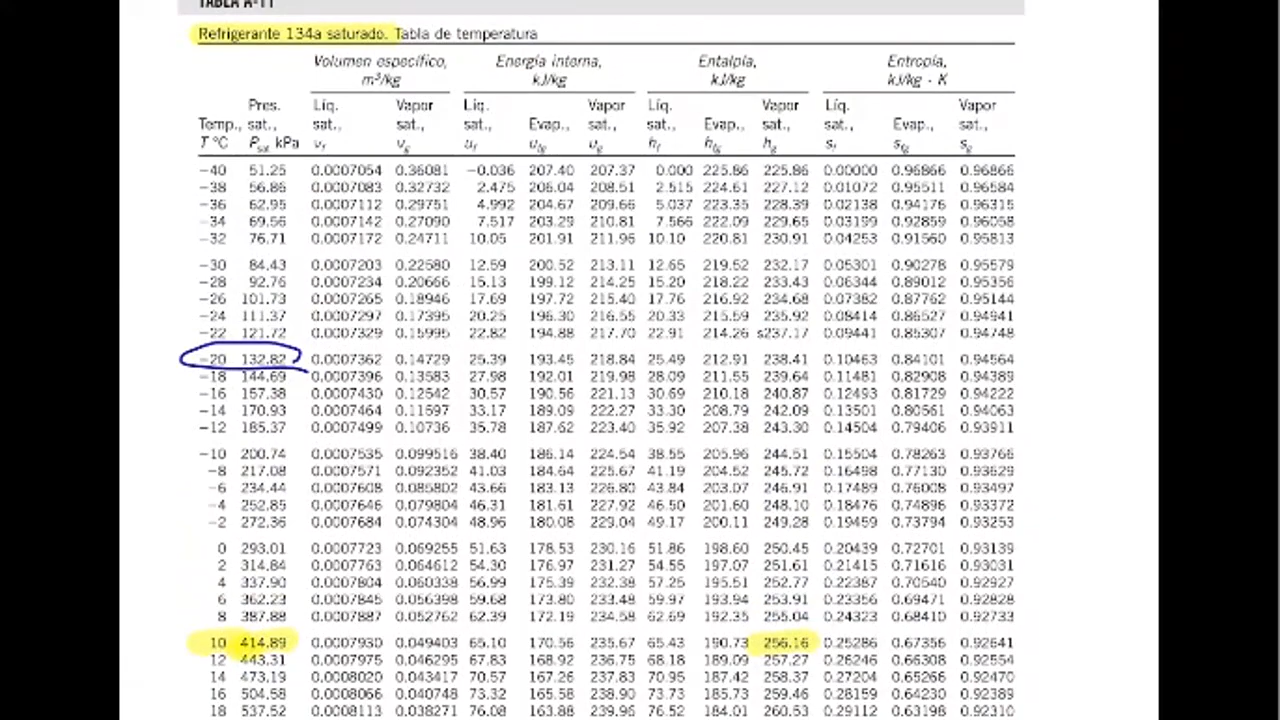 TABLA A-11
Refrigerante 134a saturado. Tabla de temperatura
Volumen específico, Energía interna, Entalpía, Entropía,
m³/kg kJ/kg kJ/kg kJ/kg · K
Pres. Líq. Vapor Líq. Vapor Líq. Vapor Líq. Vapor
Temp., sat., sat., sat., sat., Evap., sat., sat., Evap., sat., sat., Evap., sat.,
T °C Psat kPa vf vg uf ufg ug hf hfg hg sf sfg sg
−40 51.25 0.0007054 0.36081 −0.036 207.40 207.37 0.000 225.86 225.86 0.00000 0.96866 0.96866
−38 56.86 0.0007083 0.32732 2.475 206.04 208.51 2.515 224.61 227.12 0.01072 0.95511 0.96584
−36 62.95 0.0007112 0.29751 4.992 204.67 209.66 5.037 223.35 228.39 0.02138 0.94176 0.96315
−34 69.56 0.0007142 0.27090 7.517 203.29 210.81 7.566 222.09 229.65 0.03199 0.92859 0.96058
−32 76.71 0.0007172 0.24711 10.05 201.91 211.96 10.10 220.81 230.91 0.04253 0.91560 0.95813
−30 84.43 0.0007203 0.22580 12.59 200.52 213.11 12.65 219.52 232.17 0.05301 0.90278 0.95579
−28 92.76 0.0007234 0.20666 15.13 199.12 214.25 15.20 218.22 233.43 0.06344 0.89012 0.95356
−26 101.73 0.0007265 0.18946 17.69 197.72 215.40 17.76 216.92 234.68 0.07382 0.87762 0.95144
−24 111.37 0.0007297 0.17395 20.25 196.30 216.55 20.33 215.59 235.92 0.08414 0.86527 0.94941
−22 121.72 0.0007329 0.15995 22.82 194.88 217.70 22.91 214.26 s237.17 0.09441 0.85307 0.94748
−20 132.82 0.0007362 0.14729 25.39 193.45 218.84 25.49 212.91 238.41 0.10463 0.84101 0.94564
−18 144.69 0.0007396 0.13583 27.98 192.01 219.98 28.09 211.55 239.64 0.11481 0.82908 0.94389
−16 157.38 0.0007430 0.12542 30.57 190.56 221.13 30.69 210.18 240.87 0.12493 0.81729 0.94222
−14 170.93 0.0007464 0.11597 33.17 189.09 222.27 33.30 208.79 242.09 0.13501 0.80561 0.94063
−12 185.37 0.0007499 0.10736 35.78 187.62 223.40 35.92 207.38 243.30 0.14504 0.79406 0.93911
−10 200.74 0.0007535 0.099516 38.40 186.14 224.54 38.55 205.96 244.51 0.15504 0.78263 0.93766
−8 217.08 0.0007571 0.092352 41.03 184.64 225.67 41.19 204.52 245.72 0.16498 0.77130 0.93629
−6 234.44 0.0007608 0.085802 43.66 183.13 226.80 43.84 203.07 246.91 0.17489 0.76008 0.93497
−4 252.85 0.0007646 0.079804 46.31 181.61 227.92 46.50 201.60 248.10 0.18476 0.74896 0.93372
−2 272.36 0.0007684 0.074304 48.96 180.08 229.04 49.17 200.11 249.28 0.19459 0.73794 0.93253
0 293.01 0.0007723 0.069255 51.63 178.53 230.16 51.86 198.60 250.45 0.20439 0.72701 0.93139
2 314.84 0.0007763 0.064612 54.30 176.97 231.27 54.55 197.07 251.61 0.21415 0.71616 0.93031
4 337.90 0.0007804 0.060338 56.99 175.39 232.38 57.25 195.51 252.77 0.22387 0.70540 0.92927
6 362.23 0.0007845 0.056398 59.68 173.80 233.48 59.97 193.94 253.91 0.23356 0.69471 0.92828
8 387.88 0.0007887 0.052762 62.39 172.19 234.58 62.69 192.35 255.04 0.24323 0.68410 0.92733
10 414.89 0.0007930 0.049403 65.10 170.56 235.67 65.43 190.73 256.16 0.25286 0.67356 0.92641
12 443.31 0.0007975 0.046295 67.83 168.92 236.75 68.18 189.09 257.27 0.26246 0.66308 0.92554
14 473.19 0.0008020 0.043417 70.57 167.26 237.83 70.95 187.42 258.37 0.27204 0.65266 0.92470
16 504.58 0.0008066 0.040748 73.32 165.58 238.90 73.73 185.73 259.46 0.28159 0.64230 0.92389
18 537.52 0.0008113 0.038271 76.08 163.88 239.96 76.52 184.01 260.53 0.29112 0.63198 0.92310